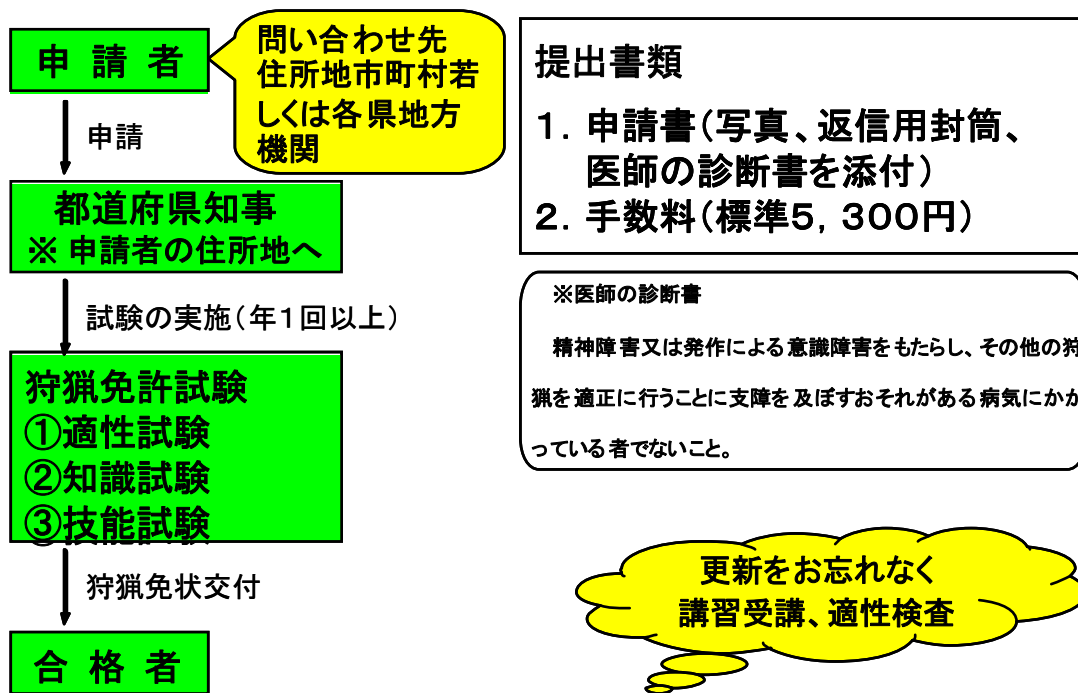 申請者
問い合わせ先
住所地市町村若
しくは各県地方
機関
申請
都道府県知事
※ 申請者の住所地へ
試験の実施(年1回以上)
狩猟免許試験
①適性試験
②知識試験
③技能試験
狩猟免状交付
合格者
提出書類
1. 申請書(写真、返信用封筒、
医師の診断書を添付)
2. 手数料(標準5, 300円)
※医師の診断書
精神障害又は発作による意識障害をもたらし、その他の狩
猟を適正に行うことに支障を及ぼすおそれがある病気にかか
っている者でないこと。
更新をお忘れなく
講習受講、適性検査